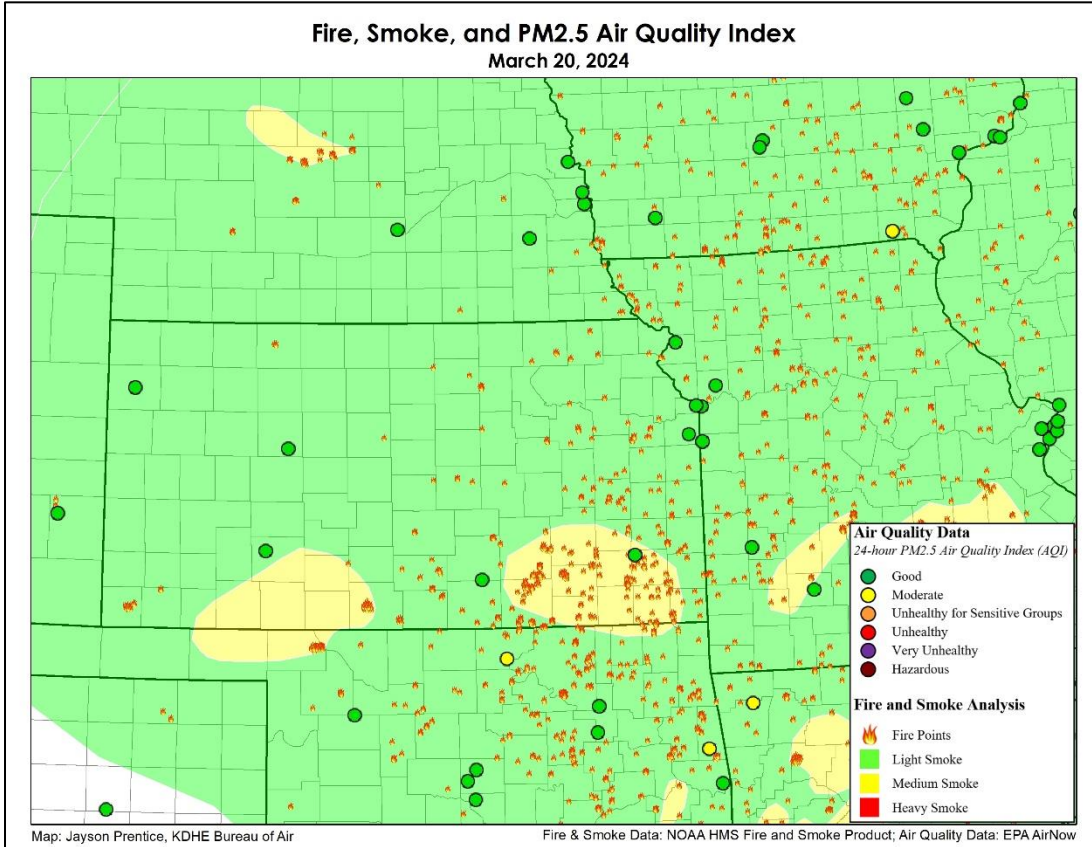 Fire, Smoke, and PM2.5 Air Quality Index
March 20, 2024
Air Quality Data
24-hour PM2.5 Air Quality Index (AQI)
Good
Moderate
Unhealthy for Sensitive Groups
Unhealthy
Very Unhealthy
Hazardous
Fire and Smoke Analysis
Fire Points
Light Smoke
Medium Smoke
Heavy Smoke
Map: Jayson Prentice, KDHE Bureau of Air
Fire & Smoke Data: NOAA HMS Fire and Smoke Product; Air Quality Data: EPA AirNow